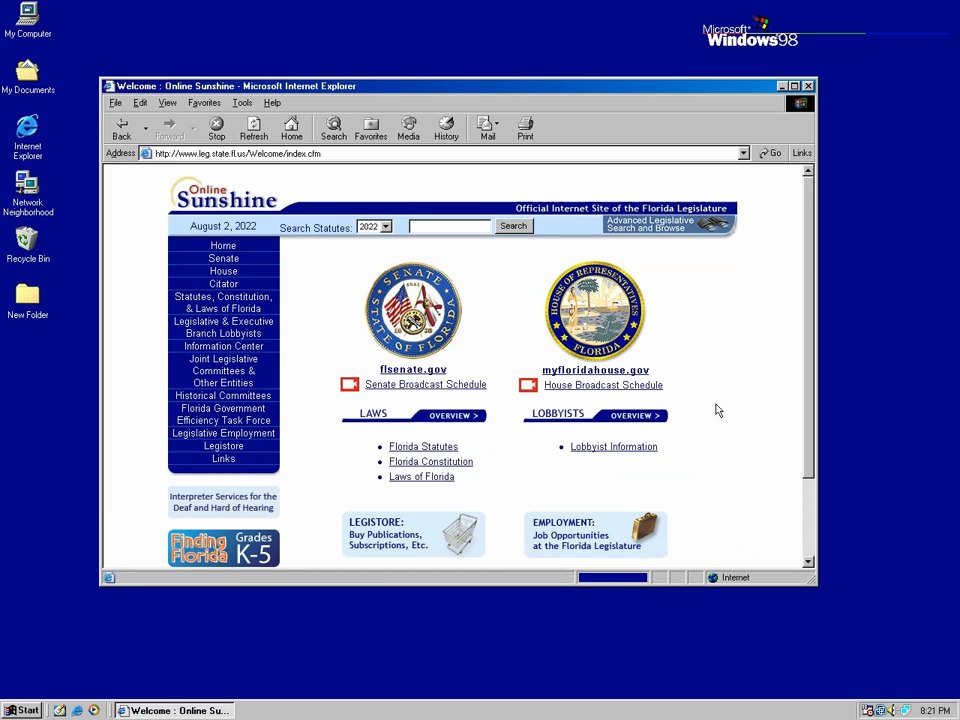 My Computer
My Documents
Internet
Explorer
Network
Neighborhood
Recycle Bin
New Folder
Microsoft
Windows98
Welcome : Online Sunshine - Microsoft Internet Explorer
File Edit View Favorites Tools Help
Back Forward Stop Refresh Home Search Favorites Media History Mail Print
Address http://www.leg.state.fl.us/Welcome/index.cfm Go Links
Online
Sunshine
Official Internet Site of the Florida Legislature
August 2, 2022 Search Statutes: 2022 Search
Advanced Legislative
Search and Browse
Home
Senate
House
Citator
Statutes, Constitution,
& Laws of Florida
Legislative & Executive
Branch Lobbyists
Information Center
Joint Legislative
Committees &
Other Entities
Historical Committees
Florida Government
Efficiency Task Force
Legislative Employment
Legistore
Links
Interpreter Services for the
Deaf and Hard of Hearing
Finding
Florida
Grades
K-5
SENATE
STATE OF FLORIDA
flsenate.gov
Senate Broadcast Schedule
HOUSE OF REPRESENTATIVES
FLORIDA
myfloridahouse.gov
House Broadcast Schedule
LAWS OVERVIEW >
Florida Statutes
Florida Constitution
Laws of Florida
LOBBYISTS OVERVIEW >
Lobbyist Information
LEGISTORE:
Buy Publications,
Subscriptions, Etc.
EMPLOYMENT:
Job Opportunities
at the Florida Legislature
Internet
Start Welcome : Online Su... 8:21 PM